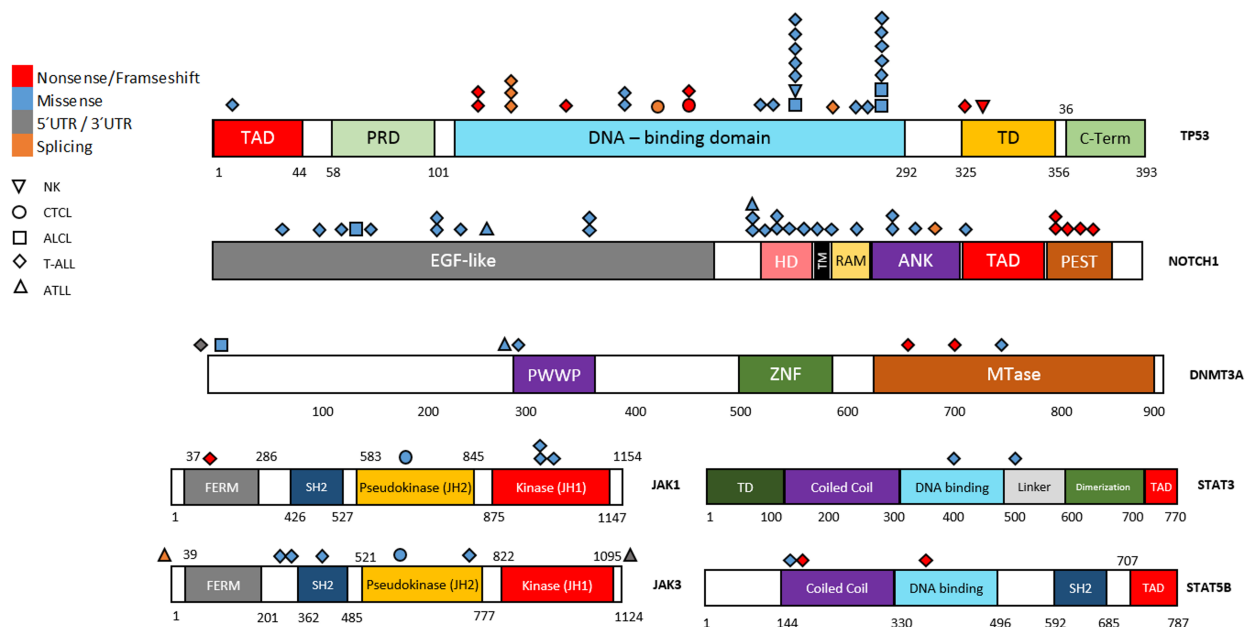 Nonsense/Framseshift
Missense
5´UTR / 3´UTR
Splicing
NK
CTCL
ALCL
T-ALL
ATLL
36
TAD PRD DNA – binding domain TD C-Term TP53
1 44 58 101 292 325 356 393
EGF-like HD TM RAM ANK TAD PEST NOTCH1
PWWP ZNF MTase DNMT3A
100 200 300 400 500 600 700 800 900
37 286 583 845 1154
FERM SH2 Pseudokinase (JH2) Kinase (JH1) JAK1
1 426 527 875 1147
TD Coiled Coil DNA binding Linker Dimerization TAD STAT3
1 100 200 300 400 500 600 700 770
39 521 822 1095
FERM SH2 Pseudokinase (JH2) Kinase (JH1) JAK3
1 201 362 485 777 1124
707
Coiled Coil DNA binding SH2 TAD STAT5B
1 144 330 496 592 685 787